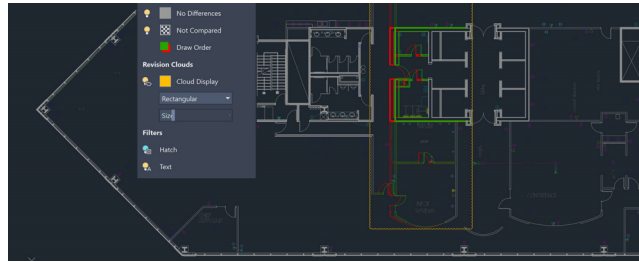 No Differences
Not Compared
Draw Order
Revision Clouds
Cloud Display
Rectangular
Size
Filters
Hatch
Text